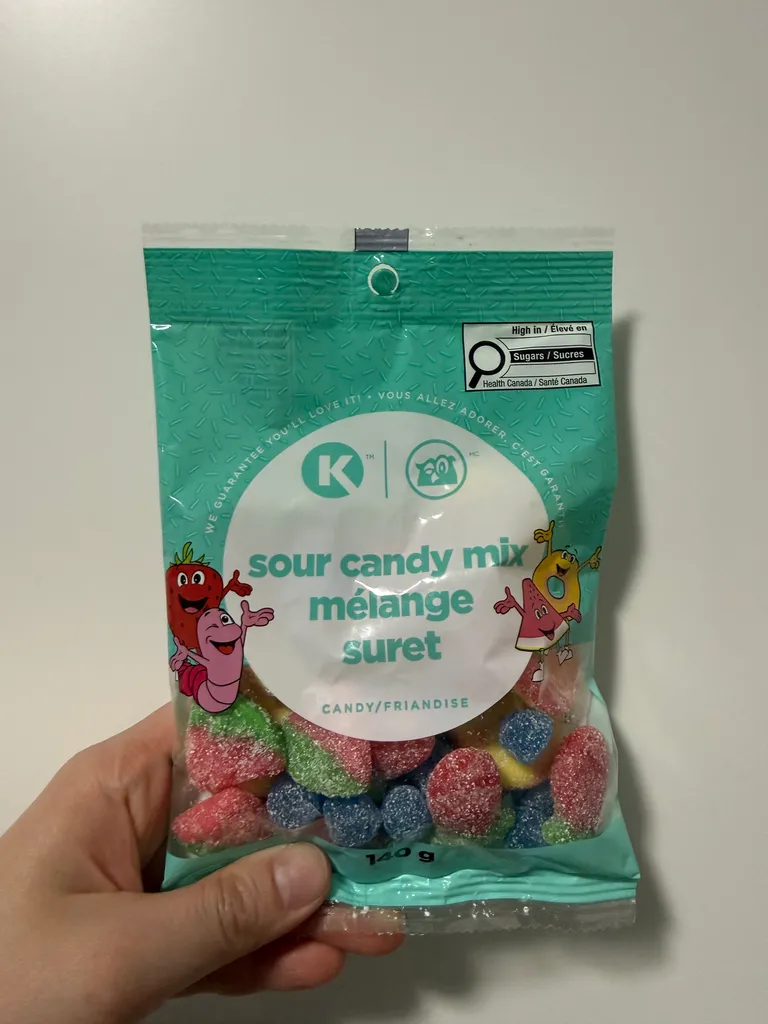 High in / Élevé en
Sugars / Sucres
Health Canada / Santé Canada
WE GUARANTEE YOU'LL LOVE IT! • VOUS ALLEZ ADORER, C'EST GARANTI
K TM MC
sour candy mix
mélange
suret
CANDY/FRIANDISE
140 g